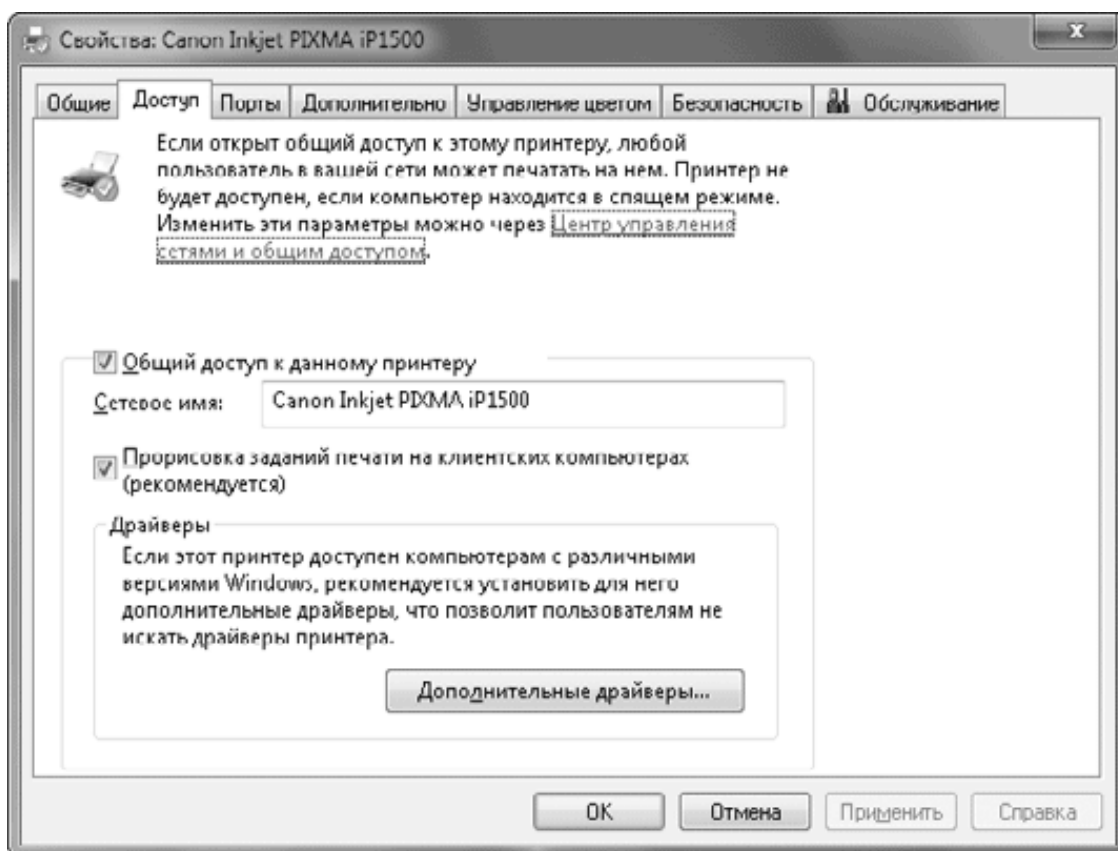 Свойства: Canon Inkjet PIXMA iP1500
x
Общие Доступ Порты Дополнительно Управление цветом Безопасность Обслуживание
Если открыт общий доступ к этому принтеру, любой
пользователь в вашей сети может печатать на нем. Принтер не
будет доступен, если компьютер находится в спящем режиме.
Изменить эти параметры можно через Центр управления
сетями и общим доступом.
Общий доступ к данному принтеру
Сетевое имя: Canon Inkjet PIXMA iP1500
Прорисовка заданий печати на клиентских компьютерах
(рекомендуется)
Драйверы
Если этот принтер доступен компьютерам с различными
версиями Windows, рекомендуется установить для него
дополнительные драйверы, что позволит пользователям не
искать драйверы принтера.
Дополнительные драйверы...
OK Отмена Применить Справка